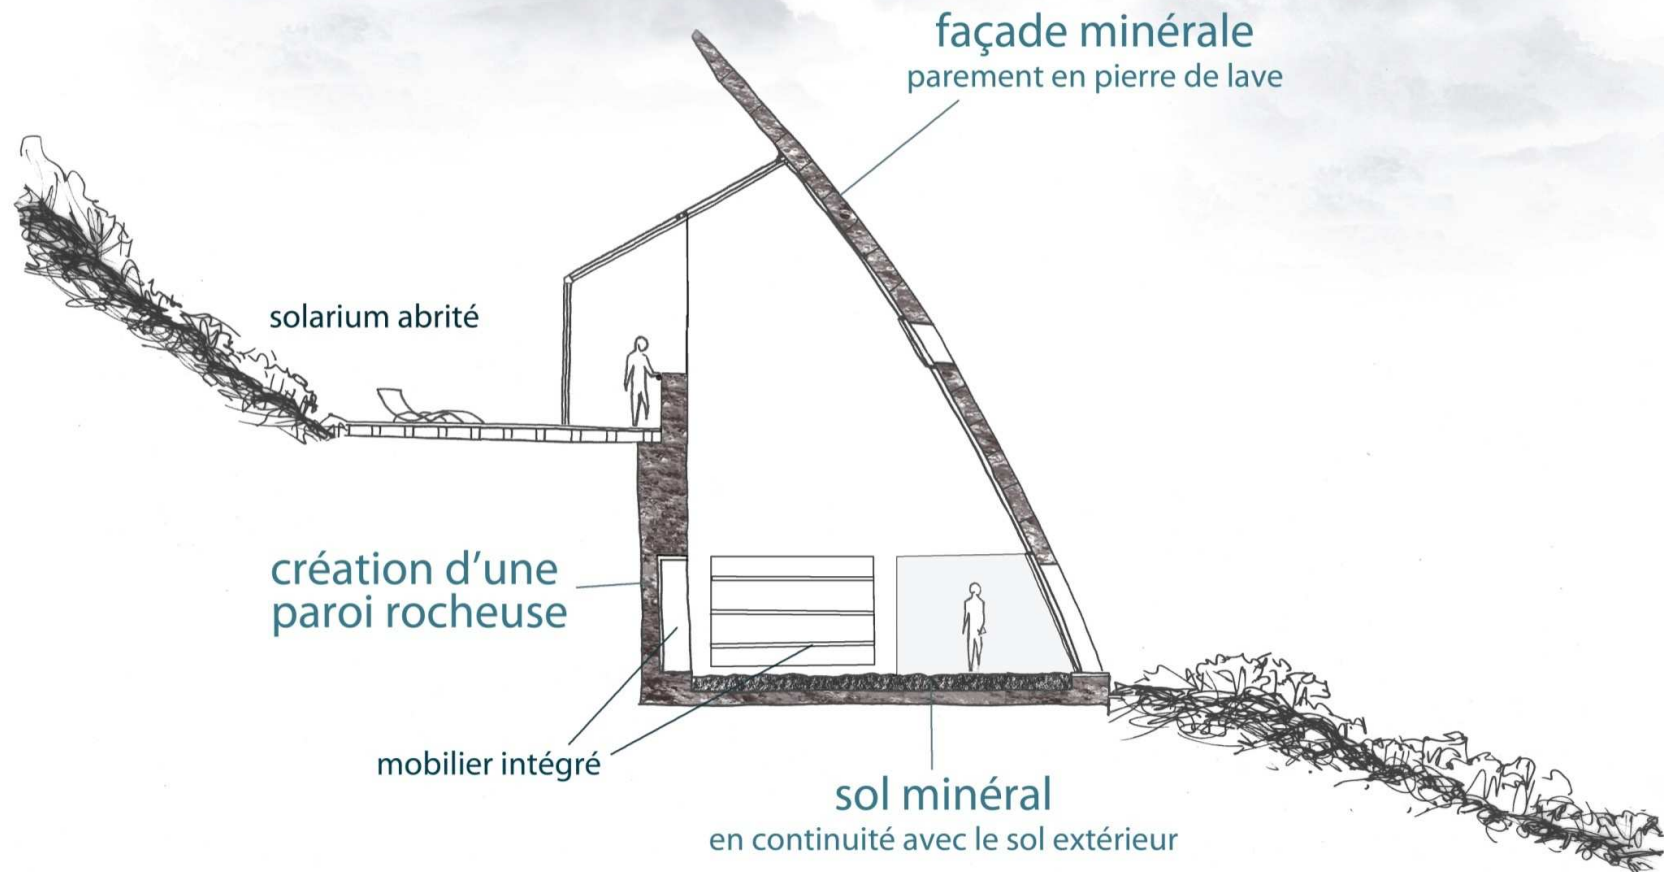 façade minérale
parement en pierre de lave
solarium abrité
création d’une
paroi rocheuse
mobilier intégré
sol minéral
en continuité avec le sol extérieur